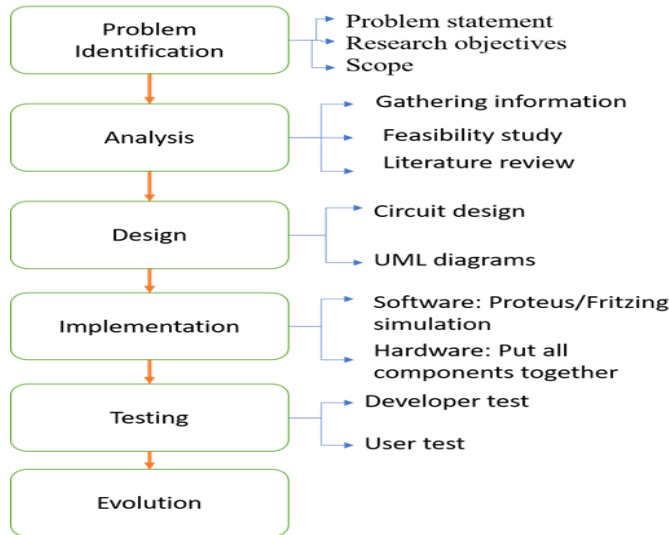 Problem
Identification
Problem statement
Research objectives
Scope
Analysis
Gathering information
Feasibility study
Literature review
Design
Circuit design
UML diagrams
Implementation
Software: Proteus/Fritzing
simulation
Hardware: Put all
components together
Testing
Developer test
User test
Evolution